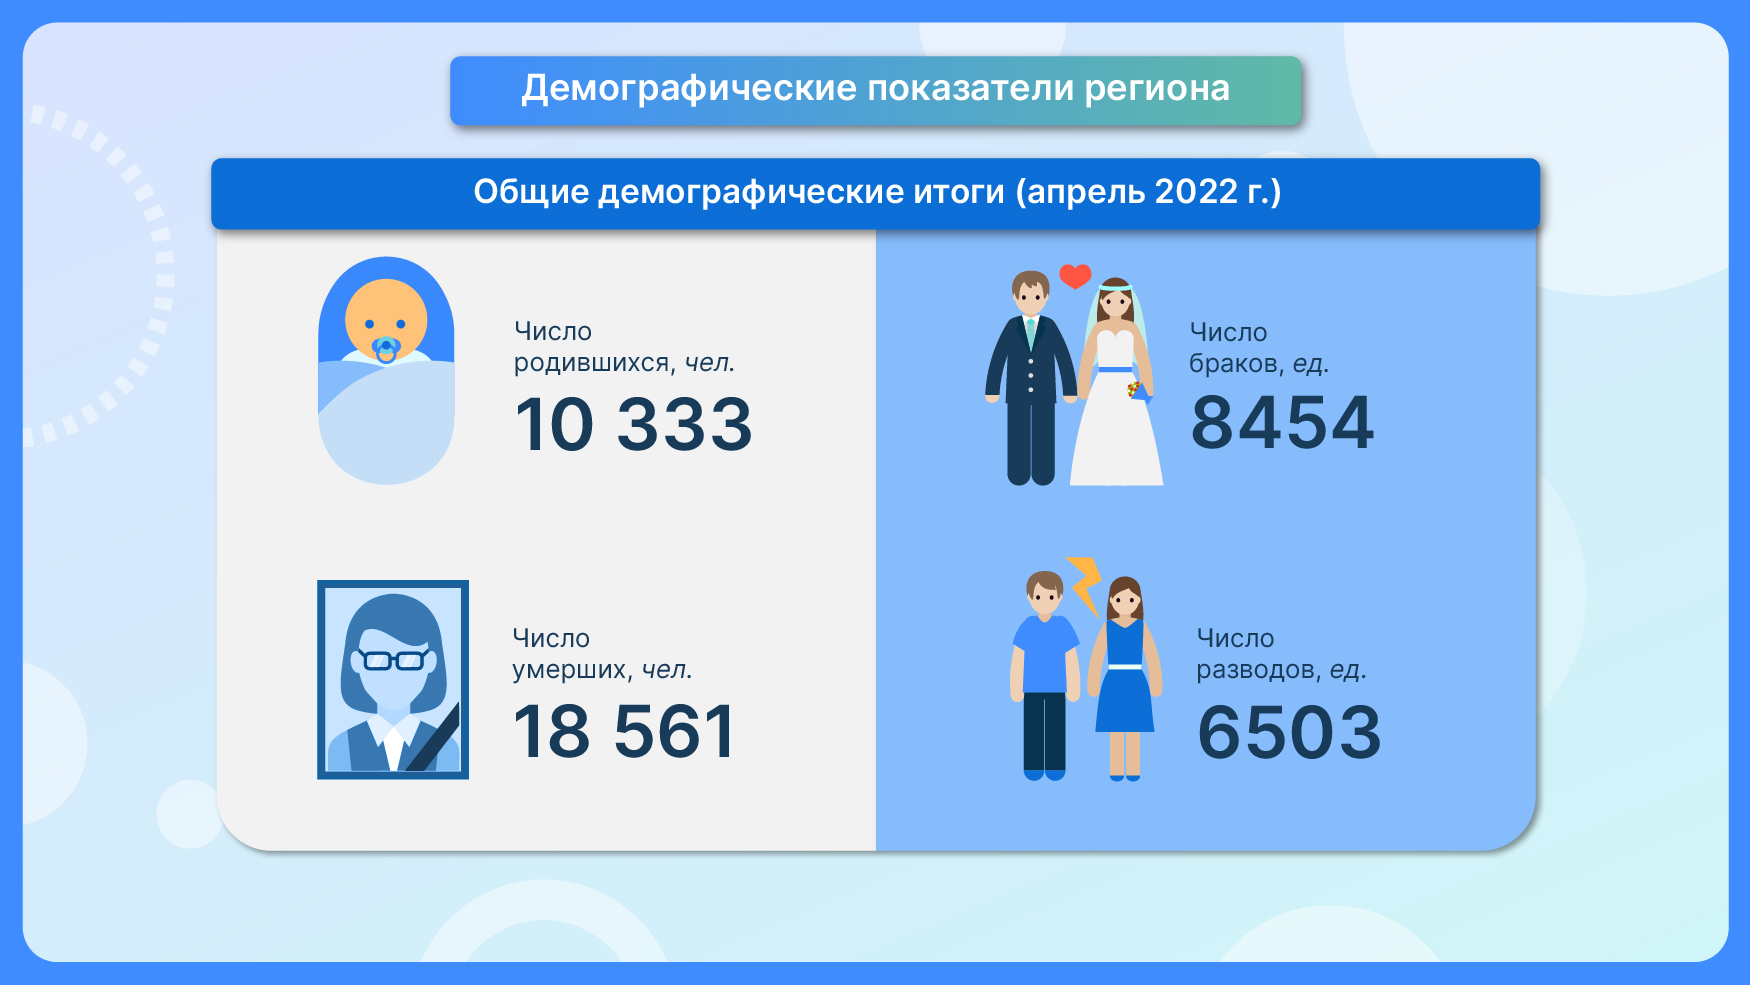 Демографические показатели региона
Общие демографические итоги (апрель 2022 г.)
Число
родившихся, чел.
10 333
Число
браков, ед.
8454
Число
умерших, чел.
18 561
Число
разводов, ед.
6503